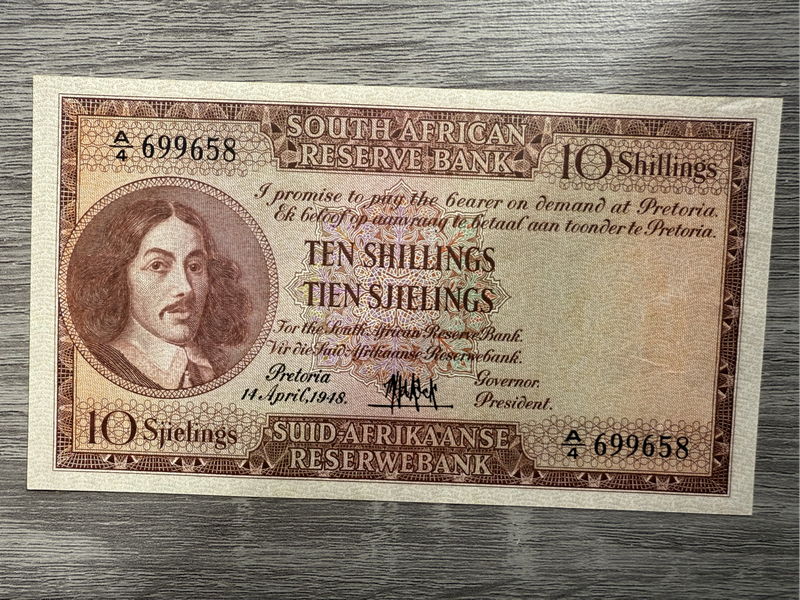 SOUTH AFRICAN
RESERVE BANK
A/4 699658
10 Shillings
I promise to pay the bearer on demand at Pretoria.
Ek beloof op aanvraag te betaal aan toonder te Pretoria.
TEN SHILLINGS
TIEN SJIELINGS
For the South African Reserve Bank.
Vir die Suid-Afrikaanse Reserwebank.
Pretoria
14 April, 1948.
Governor.
President.
10 Sjielings
SUID-AFRIKAANSE
RESERWEBANK
A/4 699658